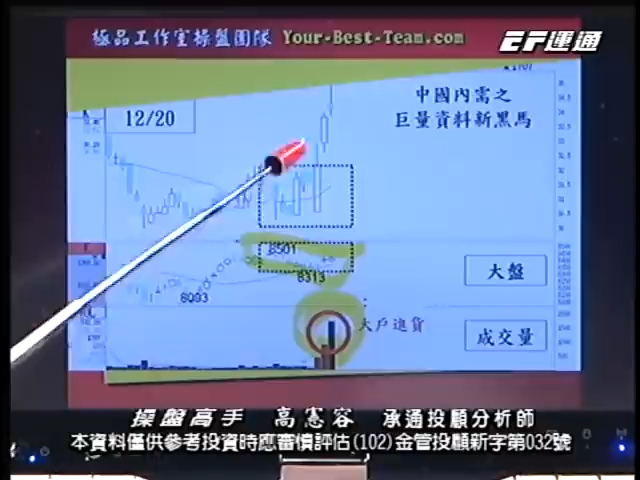 極品工作室操盤團隊 Your-Best-Team.com
EF運通
12/20
中國內需之
巨量資料新黑馬
8501
8313
8093
大盤
大戶進貨
成交量
操盤高手 高憲容 承通投顧分析師
本資料僅供參考投資時應審慎評估(102)金管投顧新字第032號